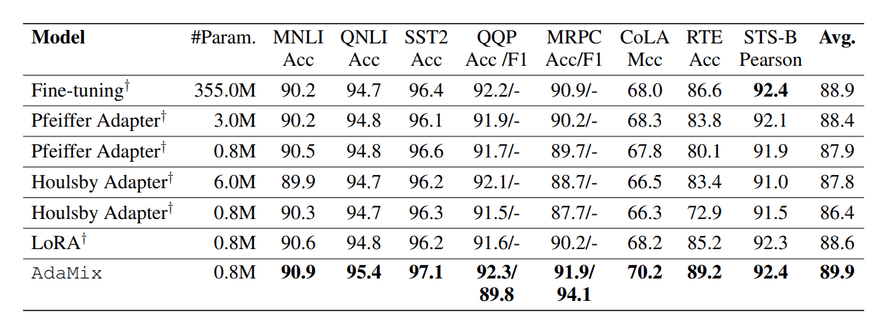 Model #Param. MNLI QNLI SST2 QQP MRPC CoLA RTE STS-B Avg.
Acc Acc Acc Acc /F1 Acc/F1 Mcc Acc Pearson
Fine-tuning† 355.0M 90.2 94.7 96.4 92.2/- 90.9/- 68.0 86.6 92.4 88.9
Pfeiffer Adapter† 3.0M 90.2 94.8 96.1 91.9/- 90.2/- 68.3 83.8 92.1 88.4
Pfeiffer Adapter† 0.8M 90.5 94.8 96.6 91.7/- 89.7/- 67.8 80.1 91.9 87.9
Houlsby Adapter† 6.0M 89.9 94.7 96.2 92.1/- 88.7/- 66.5 83.4 91.0 87.8
Houlsby Adapter† 0.8M 90.3 94.7 96.3 91.5/- 87.7/- 66.3 72.9 91.5 86.4
LoRA† 0.8M 90.6 94.8 96.2 91.6/- 90.2/- 68.2 85.2 92.3 88.6
AdaMix 0.8M 90.9 95.4 97.1 92.3/ 91.9/ 70.2 89.2 92.4 89.9
89.8 94.1